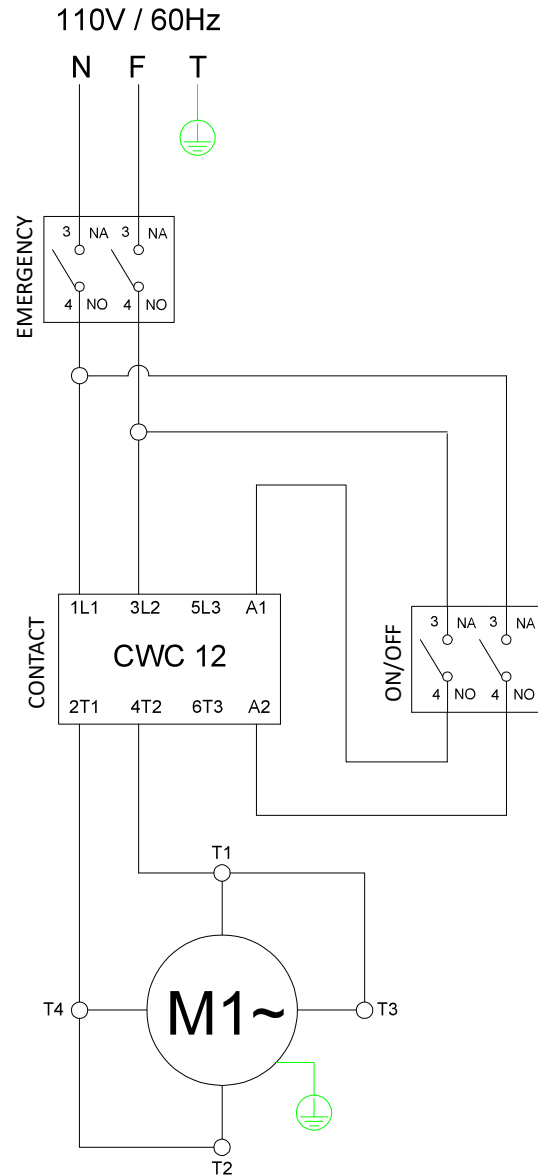 110V / 60Hz
N F T
EMERGENCY
3 NA 3 NA
4 NO 4 NO
CONTACT
1L1 3L2 5L3 A1
CWC 12
2T1 4T2 6T3 A2
ON/OFF
3 NA 3 NA
4 NO 4 NO
T1
T4 M1~ T3
T2